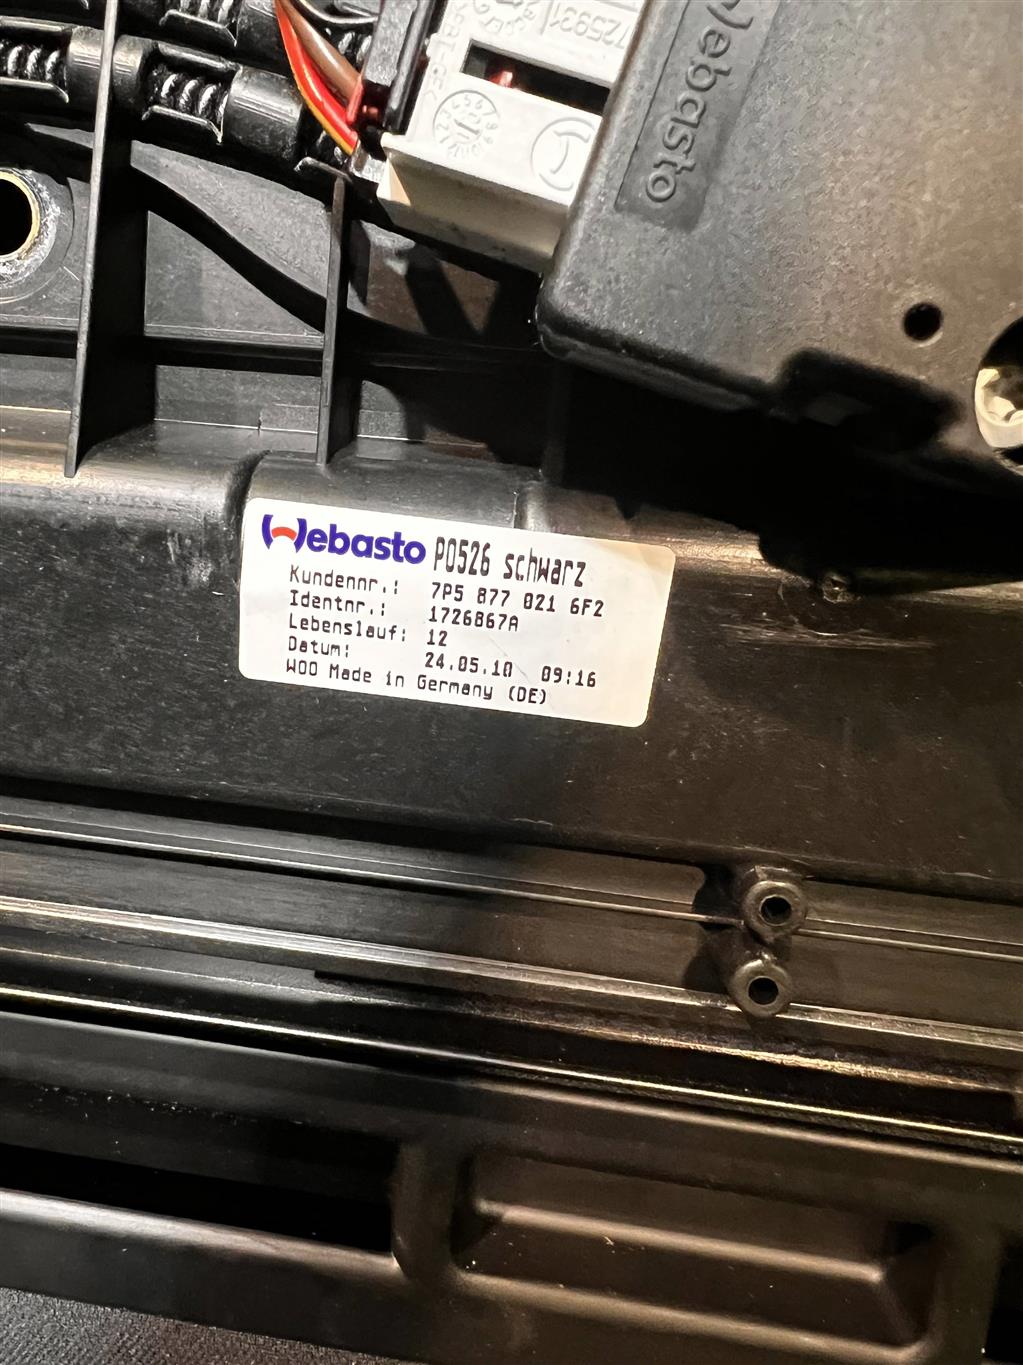 725931
Webasto
Webasto P0526 schwarz
Kundennr.: 7P5 877 021 6F2
Identnr.: 1726867A
Lebenslauf: 12
Datum: 24.05.10 09:16
W00 Made in Germany (DE)